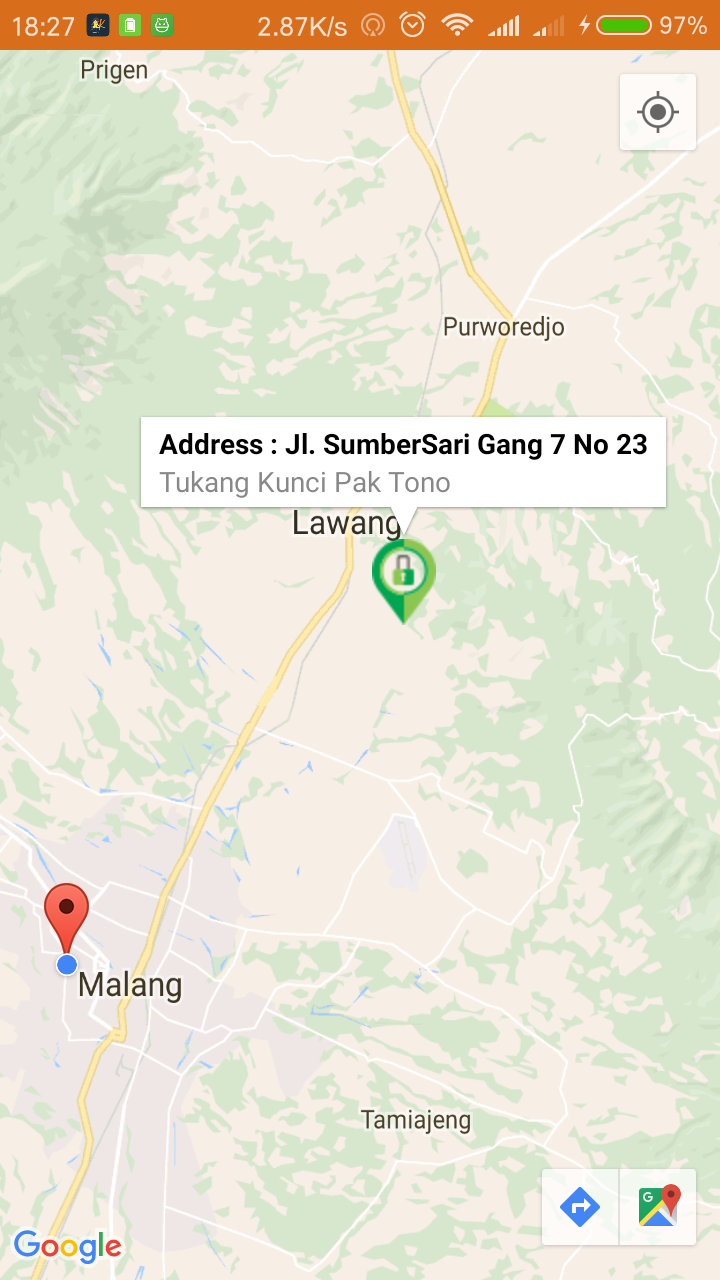 18:27
2.87K/s
97%
Prigen
Purworedjo
Address : Jl. SumberSari Gang 7 No 23
Tukang Kunci Pak Tono
Lawang
Malang
Tamiajeng
G
Google